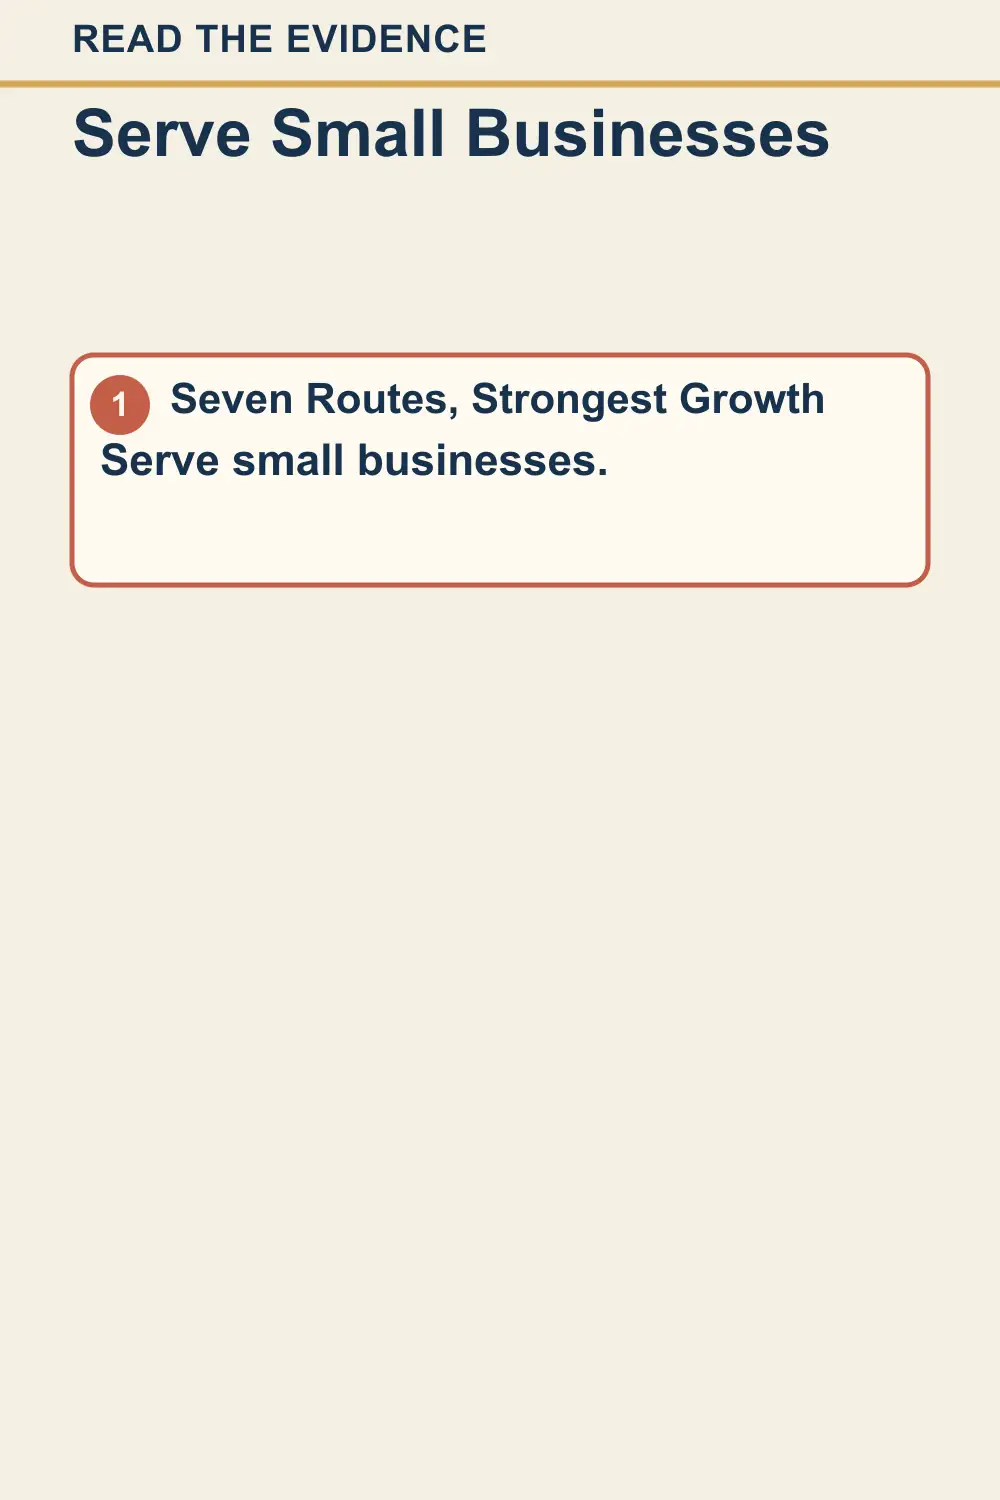 READ THE EVIDENCE
Serve Small Businesses
1 Seven Routes, Strongest Growth
Serve small businesses.